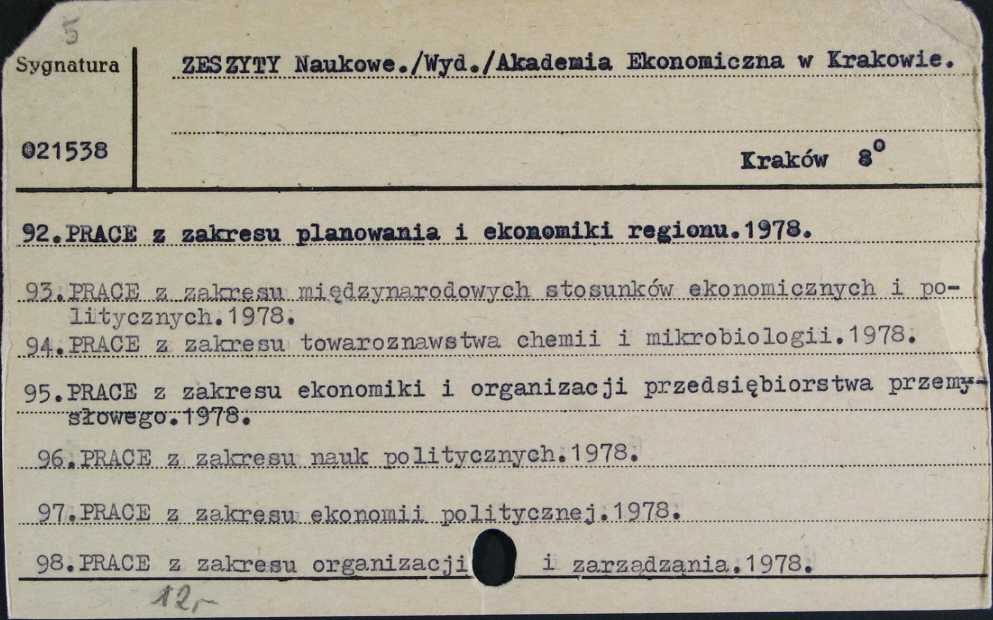 5
Sygnatura
ZESZYTY Naukowe./Wyd./Akademia Ekonomiczna w Krakowie.
021538
Kraków 8°
92.PRACE z zakresu planowania i ekonomiki regionu.1978.
93.PRACE z zakresu międzynarodowych stosunków ekonomicznych i po-
litycznych.1978.
94.PRACE z zakresu towaroznawstwa chemii i mikrobiologii.1978.
95.PRACE z zakresu ekonomiki i organizacji przedsiębiorstwa przemy-
słowego.1978.
96.PRACE z zakresu nauk politycznych.1978.
97.PRACE z zakresu ekonomii politycznej.1978.
98.PRACE z zakresu organizacji i zarządzania.1978.
12,-